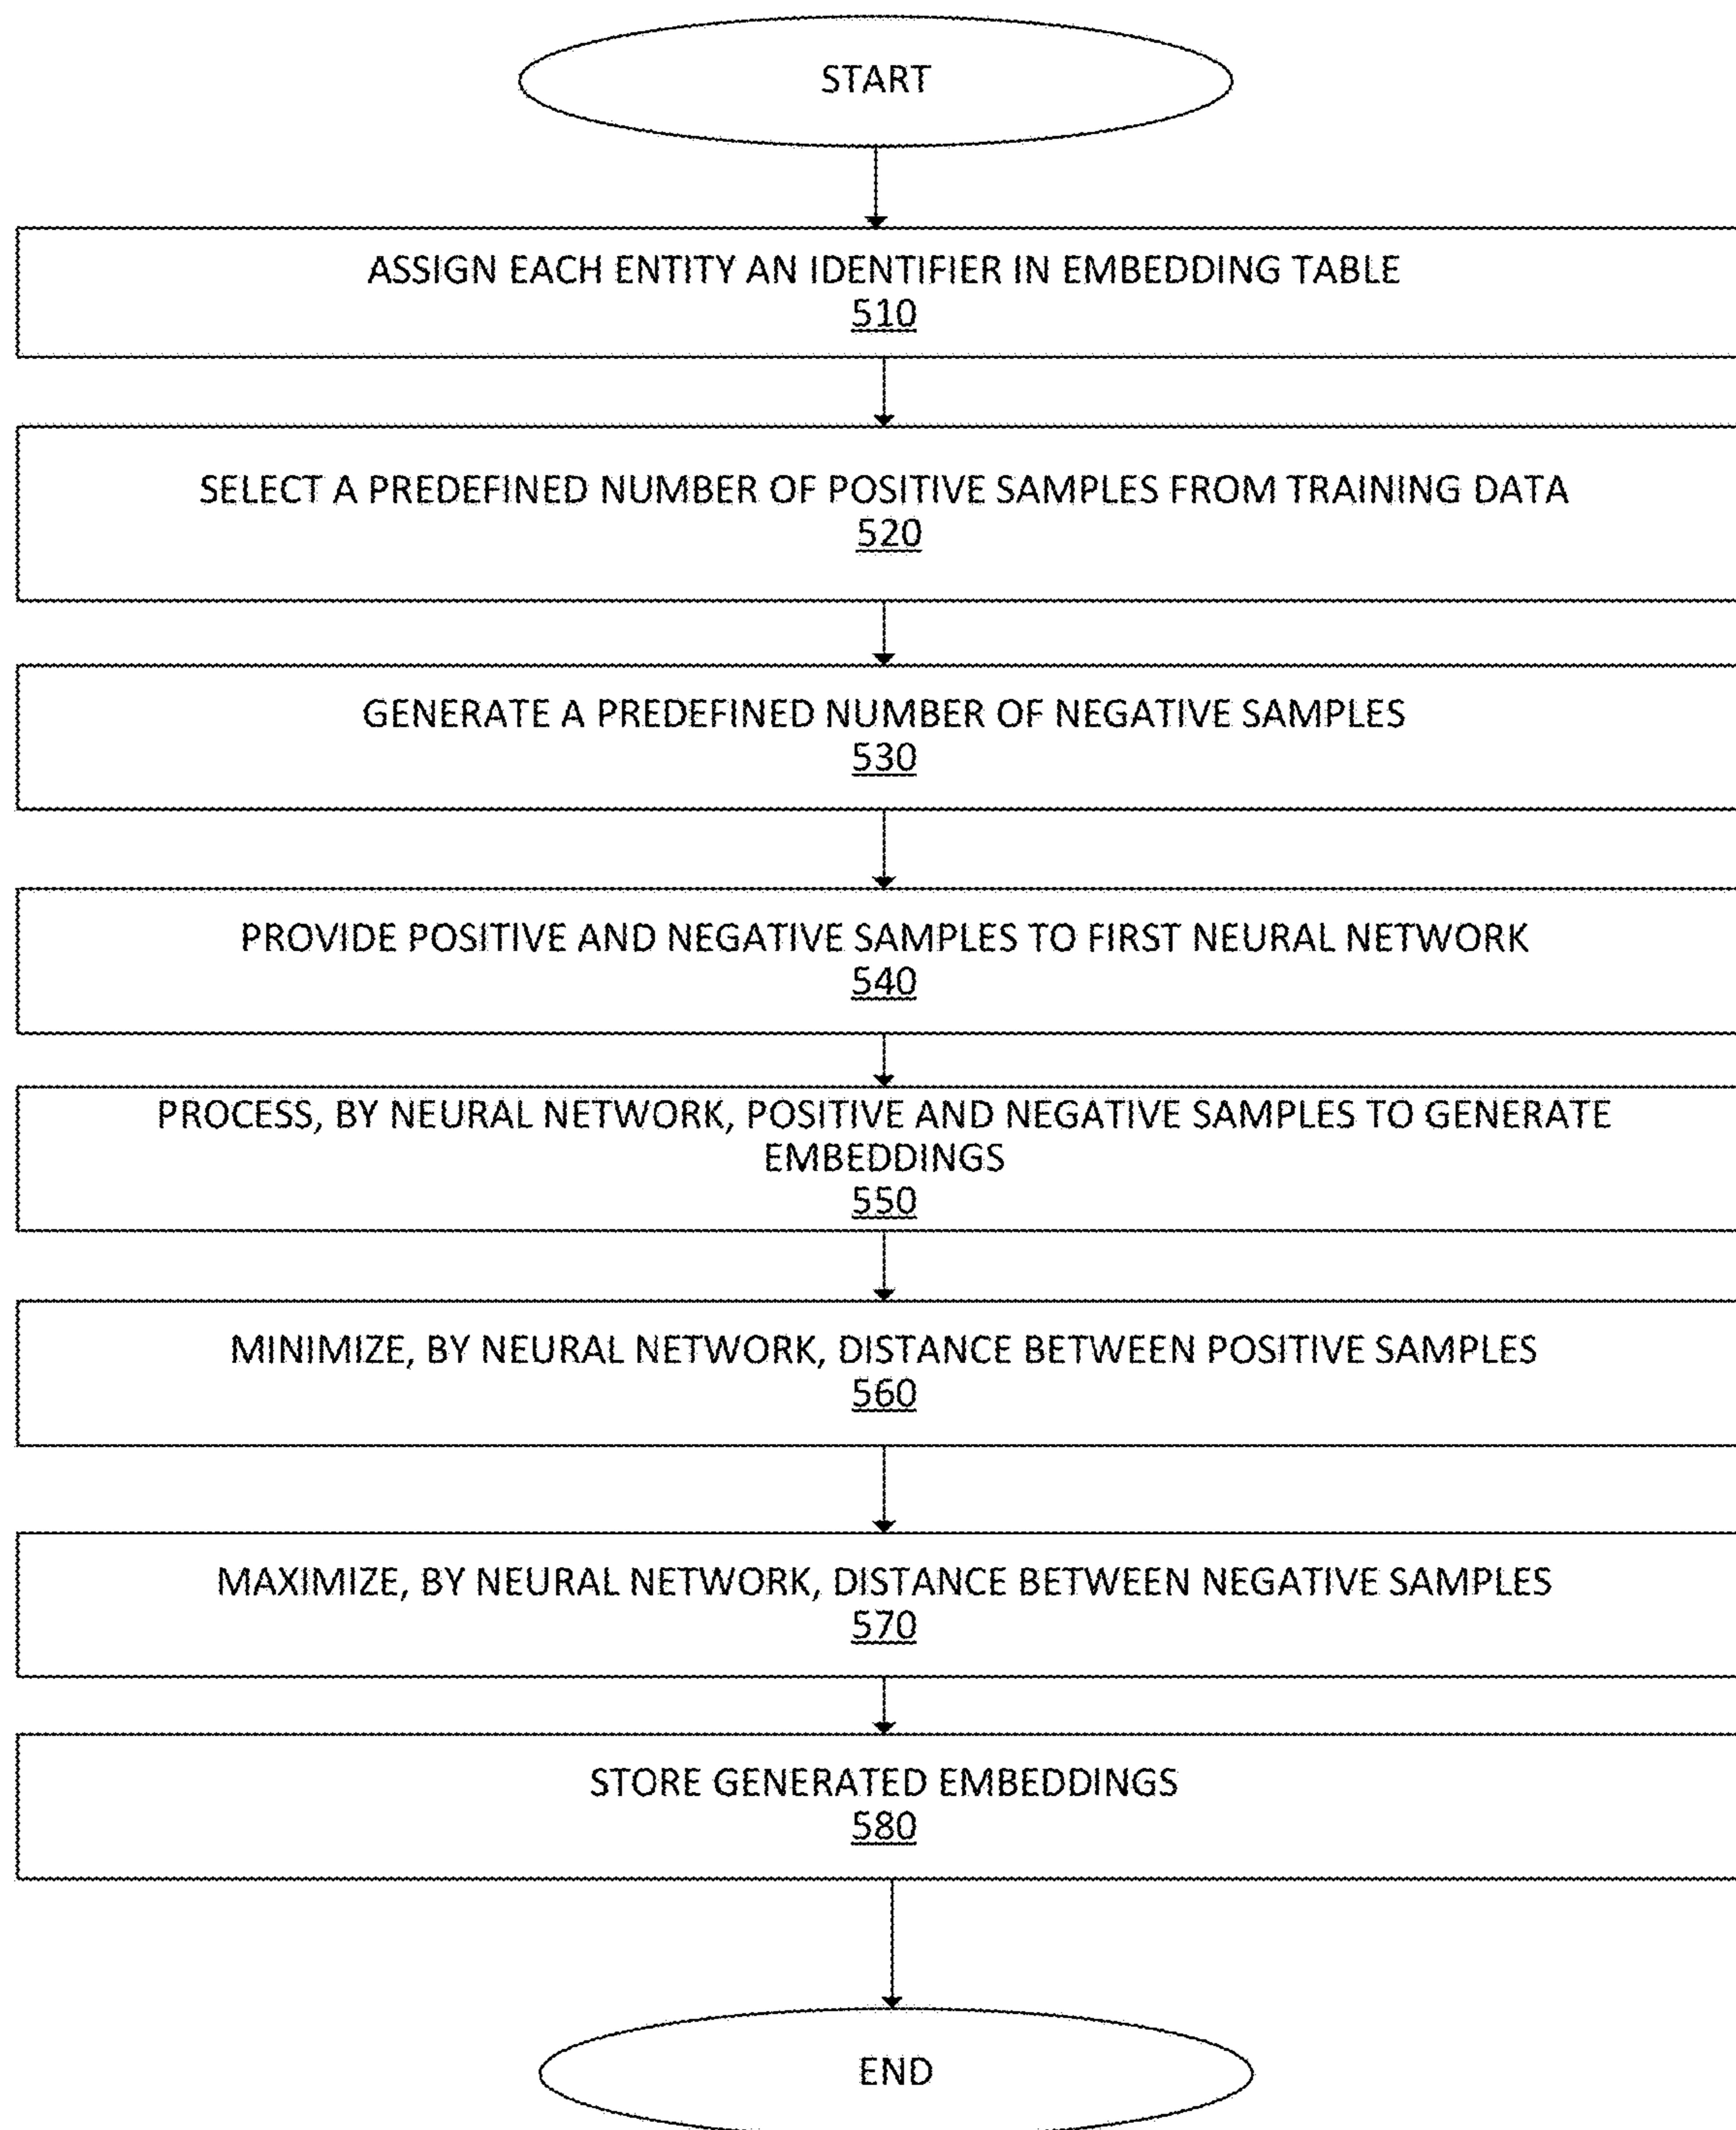 START
ASSIGN EACH ENTITY AN IDENTIFIER IN EMBEDDING TABLE
510
SELECT A PREDEFINED NUMBER OF POSITIVE SAMPLES FROM TRAINING DATA
520
GENERATE A PREDEFINED NUMBER OF NEGATIVE SAMPLES
530
PROVIDE POSITIVE AND NEGATIVE SAMPLES TO FIRST NEURAL NETWORK
540
PROCESS, BY NEURAL NETWORK, POSITIVE AND NEGATIVE SAMPLES TO GENERATE
EMBEDDINGS
550
MINIMIZE, BY NEURAL NETWORK, DISTANCE BETWEEN POSITIVE SAMPLES
560
MAXIMIZE, BY NEURAL NETWORK, DISTANCE BETWEEN NEGATIVE SAMPLES
570
STORE GENERATED EMBEDDINGS
580
END